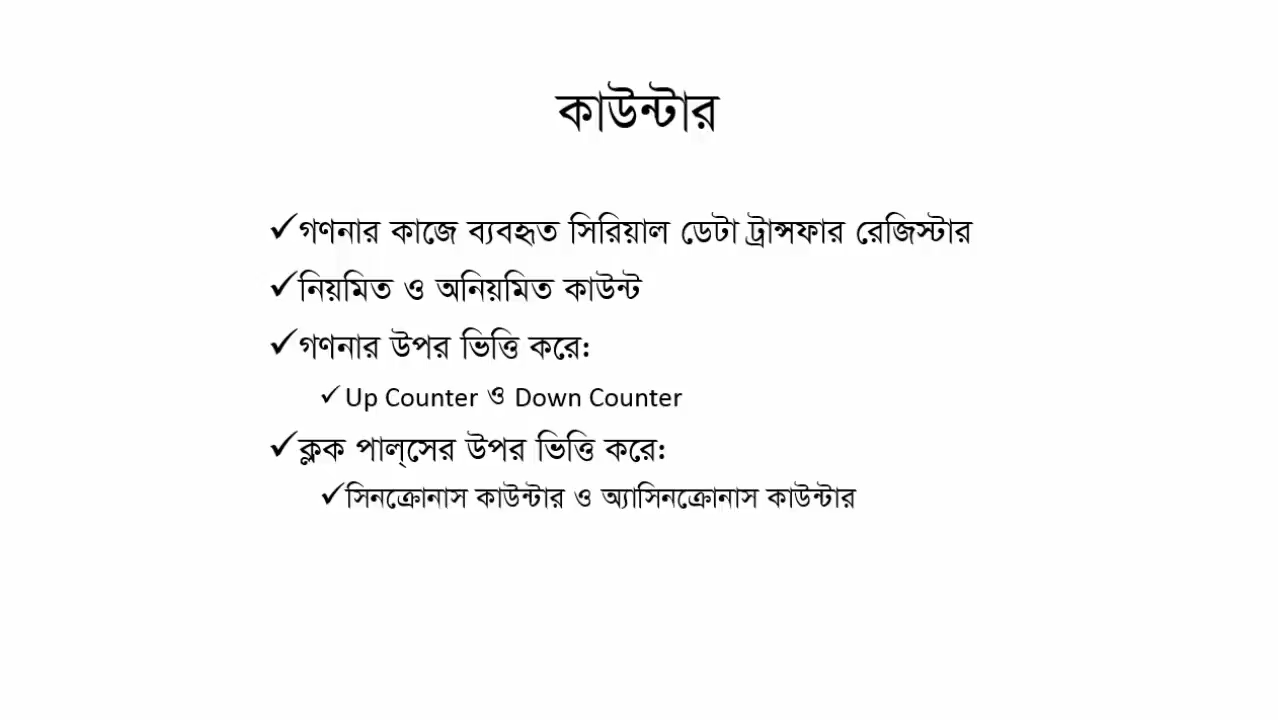 কাউন্টার
✓গণনার কাজে ব্যবহৃত সিরিয়াল ডেটা ট্রান্সফার রেজিস্টার
✓নিয়মিত ও অনিয়মিত কাউন্ট
✓গণনার উপর ভিত্তি করে:
✓Up Counter ও Down Counter
✓ক্লক পাল্‌সের উপর ভিত্তি করে:
✓সিনক্রোনাস কাউন্টার ও অ্যাসিনক্রোনাস কাউন্টার